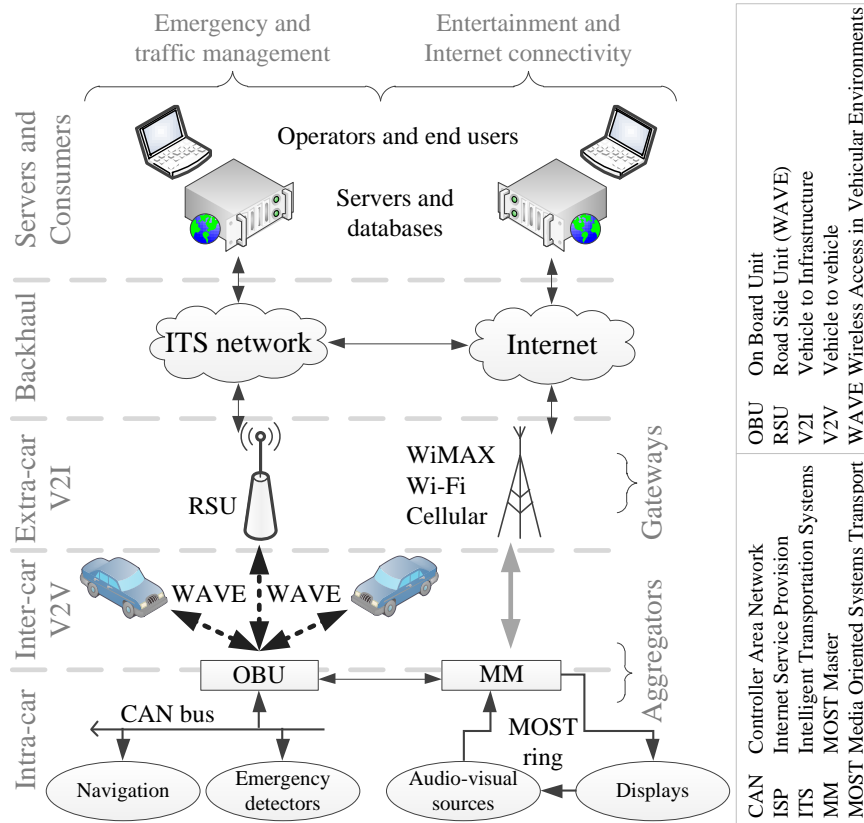 Emergency and
traffic management
Entertainment and
Internet connectivity
Servers and
Consumers
Operators and end users
Servers and
databases
Backhaul
ITS network
Internet
Extra-car
V2I
RSU
WiMAX
Wi-Fi
Cellular
Gateways
Inter-car
V2V
WAVE
WAVE
Aggregators
OBU
MM
Intra-car
CAN bus
MOST
ring
Navigation
Emergency
detectors
Audio-visual
sources
Displays
OBU On Board Unit
RSU Road Side Unit (WAVE)
V2I Vehicle to Infrastructure
V2V Vehicle to vehicle
WAVE Wireless Access in Vehicular Environments
CAN Controller Area Network
ISP Internet Service Provision
ITS Intelligent Transportation Systems
MM MOST Master
MOST Media Oriented Systems Transport